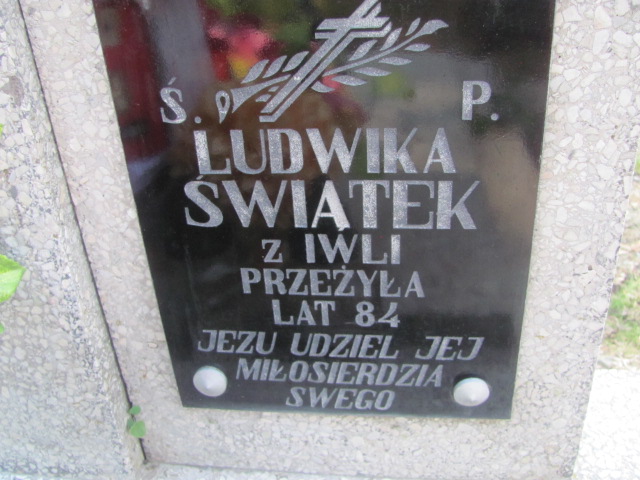 Ś. P.
LUDWIKA
ŚWIĄTEK
Z IWLI
PRZEŻYŁA
LAT 84
JEZU UDZIEL JEJ
MIŁOSIERDZIA
SWEGO